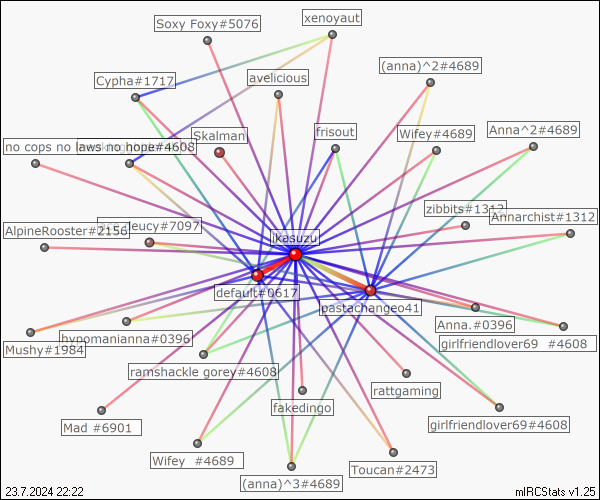 Soxy Foxy#5076
xenoyaut
(anna)^2#4689
Cypha#1717
avelicious
Skalman
frisout
Wifey#4689
Anna^2#4689
no cops no laws no hope#4608
zibbits#1312
Annarchist#1312
AlpineRooster#2156
leucy#7097
ikasuzu
default#0617
pastachangeo41
Mushy#1984
hypnomanianna#0396
Anna.#0396
girlfriendlover69 #4608
ramshackle gorey#4608
rattgaming
fakedingo
Mad #6901
girlfriendlover69#4608
Wifey #4689
(anna)^3#4689
Toucan#2473
23.7.2024 22:22
mIRCStats v1.25